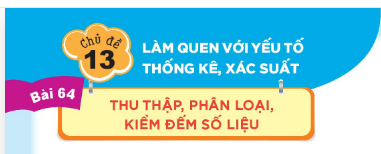 Chủ đề
13
LÀM QUEN VỚI YẾU TỐ
THỐNG KÊ, XÁC SUẤT
Bài 64
THU THẬP, PHÂN LOẠI,
KIỂM ĐẾM SỐ LIỆU